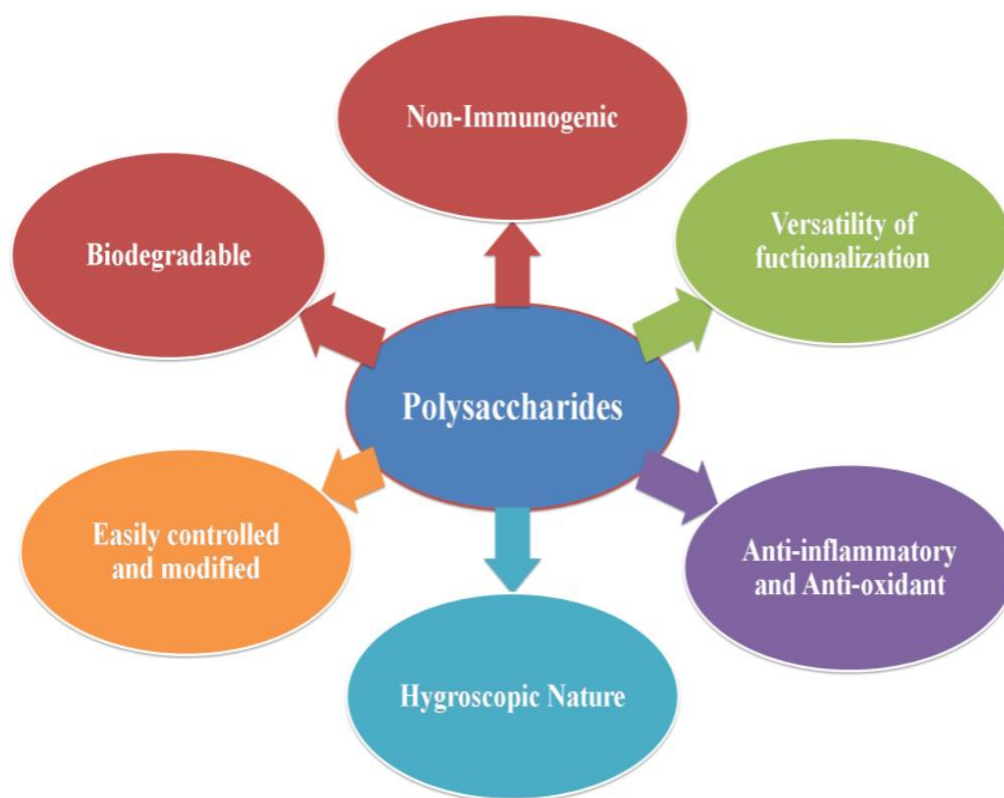 Non-Immunogenic
Biodegradable
Versatility of
fuctionalization
Polysaccharides
Easily controlled
and modified
Anti-inflammatory
and Anti-oxidant
Hygroscopic Nature